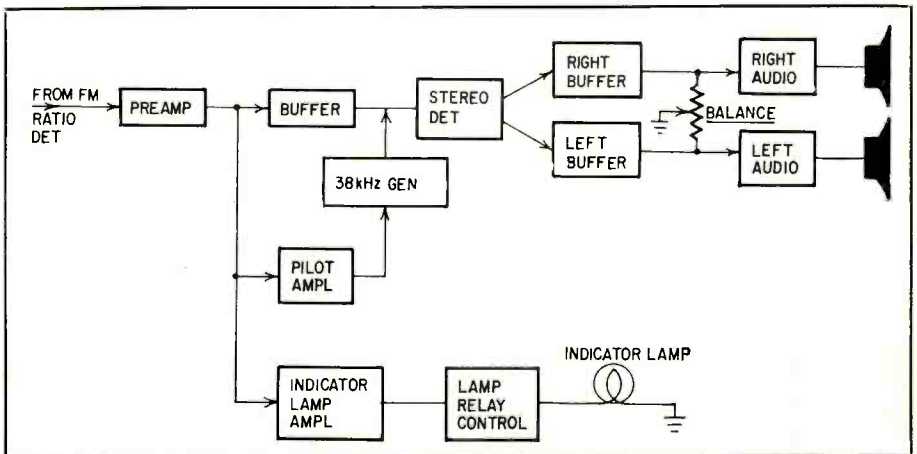 FROM FM
RATIO
DET
PREAMP
BUFFER
STEREO
DET
RIGHT
BUFFER
LEFT
BUFFER
BALANCE
RIGHT
AUDIO
LEFT
AUDIO
38kHz GEN
PILOT
AMPL
INDICATOR
LAMP
AMPL
LAMP
RELAY
CONTROL
INDICATOR LAMP